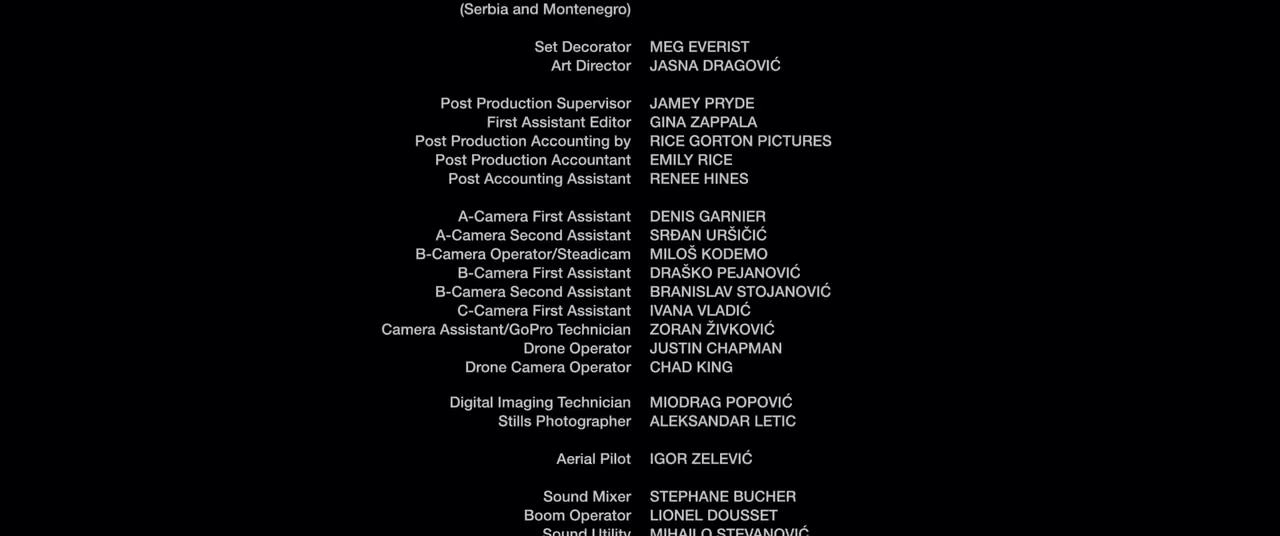 (Serbia and Montenegro)
Set Decorator MEG EVERIST
Art Director JASNA DRAGOVIĆ
Post Production Supervisor JAMEY PRYDE
First Assistant Editor GINA ZAPPALA
Post Production Accounting by RICE GORTON PICTURES
Post Production Accountant EMILY RICE
Post Accounting Assistant RENEE HINES
A-Camera First Assistant DENIS GARNIER
A-Camera Second Assistant SRĐAN URŠIČIĆ
B-Camera Operator/Steadicam MILOŠ KODEMO
B-Camera First Assistant DRAŠKO PEJANOVIĆ
B-Camera Second Assistant BRANISLAV STOJANOVIĆ
C-Camera First Assistant IVANA VLADIĆ
Camera Assistant/GoPro Technician ZORAN ŽIVKOVIĆ
Drone Operator JUSTIN CHAPMAN
Drone Camera Operator CHAD KING
Digital Imaging Technician MIODRAG POPOVIĆ
Stills Photographer ALEKSANDAR LETIC
Aerial Pilot IGOR ZELEVIĆ
Sound Mixer STEPHANE BUCHER
Boom Operator LIONEL DOUSSET
Sound Utility MIHAILO STEVANOVIĆ